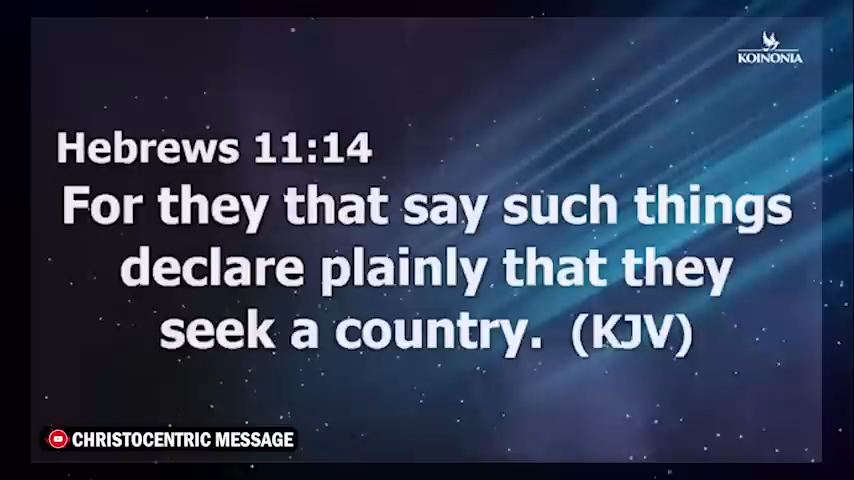 KOINONIA
Hebrews 11:14
For they that say such things
declare plainly that they
seek a country. (KJV)
CHRISTOCENTRIC MESSAGE